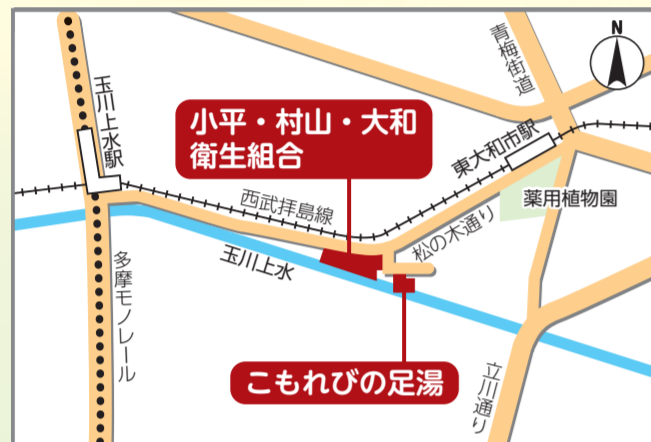 N
青梅街道
玉川上水駅
小平・村山・大和
衛生組合
東大和市駅
薬用植物園
西武拝島線
松の木通り
玉川上水
多摩モノレール
こもれびの足湯
立川通り